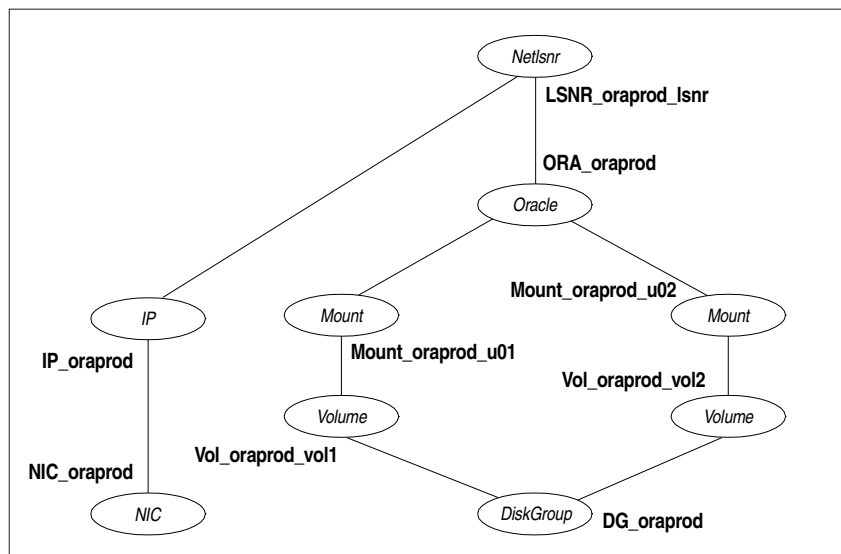 Netlsnr
LSNR_oraprod_lsnr
ORA_oraprod
Oracle
Mount_oraprod_u02
IP
Mount
Mount
IP_oraprod
Mount_oraprod_u01
Vol_oraprod_vol2
Volume
Volume
Vol_oraprod_vol1
NIC_oraprod
NIC
DiskGroup
DG_oraprod